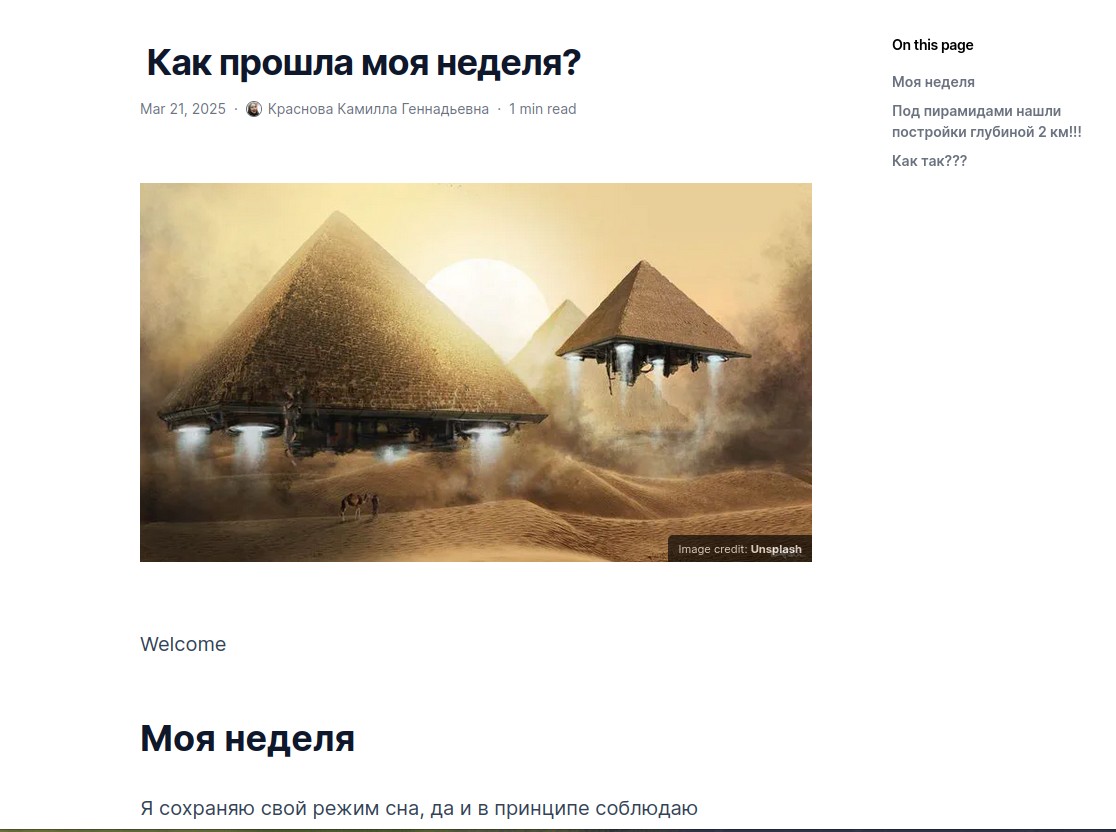 Как прошла моя неделя?
Mar 21, 2025 · Краснова Камилла Геннадьевна · 1 min read
On this page
Моя неделя
Под пирамидами нашли
постройки глубиной 2 км!!!
Как так???
Image credit: Unsplash
Welcome
Моя неделя
Я сохраняю свой режим сна, да и в принципе соблюдаю